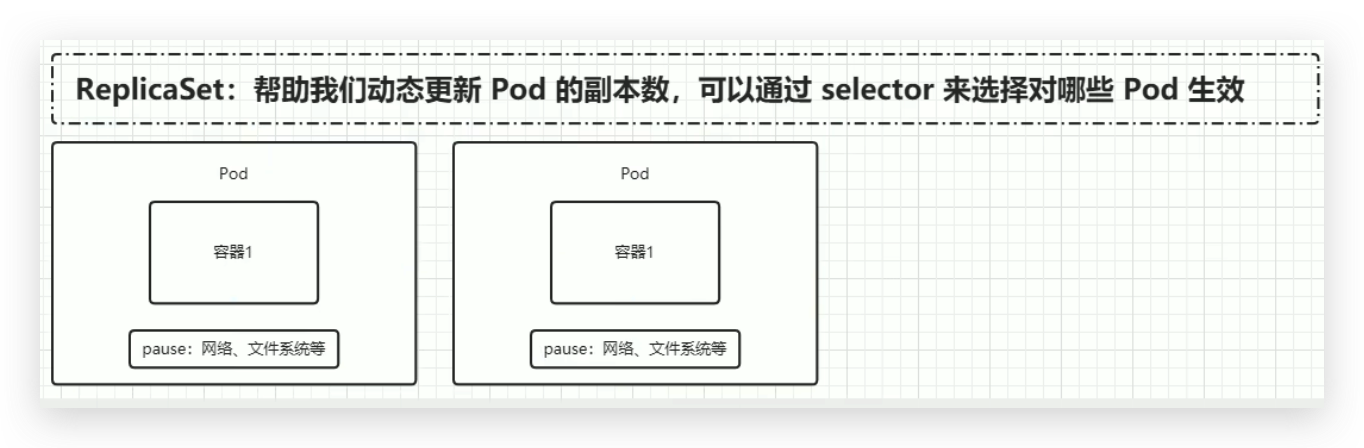 ReplicaSet：帮助我们动态更新 Pod 的副本数，可以通过 selector 来选择对哪些 Pod 生效
Pod
容器1
pause：网络、文件系统等
Pod
容器1
pause：网络、文件系统等